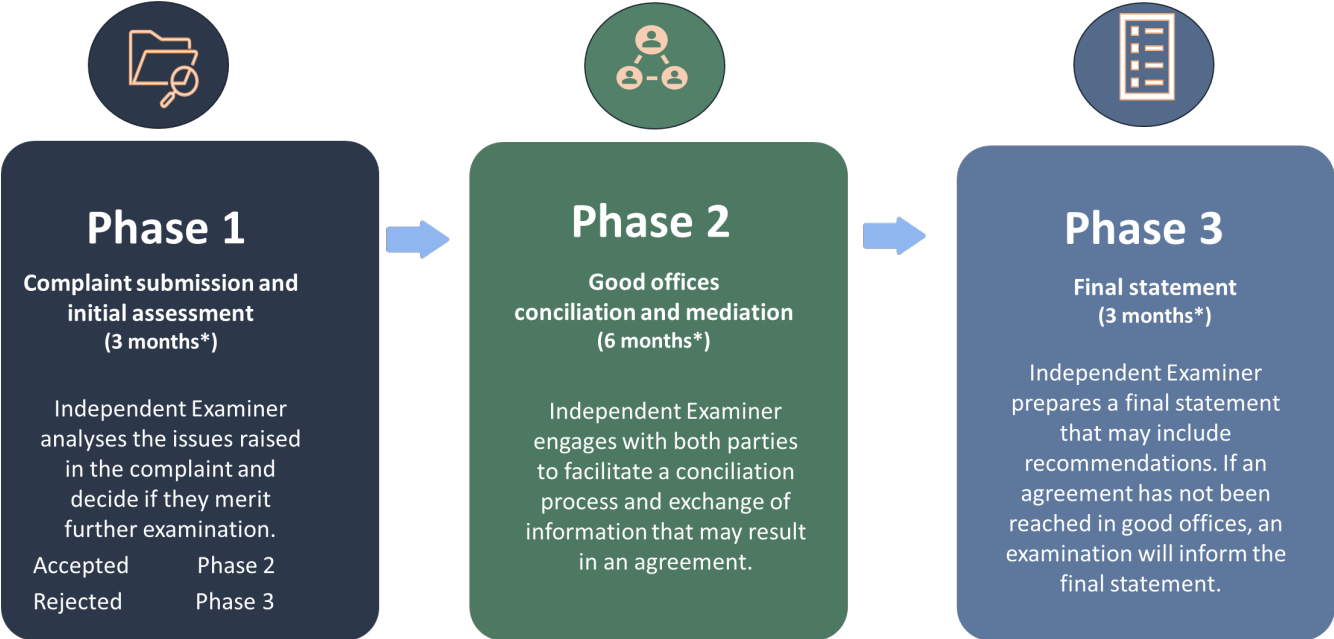 Phase 1
Complaint submission and
initial assessment
(3 months*)
Independent Examiner
analyses the issues raised
in the complaint and
decide if they merit
further examination.
Accepted Phase 2
Rejected Phase 3
Phase 2
Good offices
conciliation and mediation
(6 months*)
Independent Examiner
engages with both parties
to facilitate a conciliation
process and exchange of
information that may result
in an agreement.
Phase 3
Final statement
(3 months*)
Independent Examiner
prepares a final statement
that may include
recommendations. If an
agreement has not been
reached in good offices, an
examination will inform the
final statement.